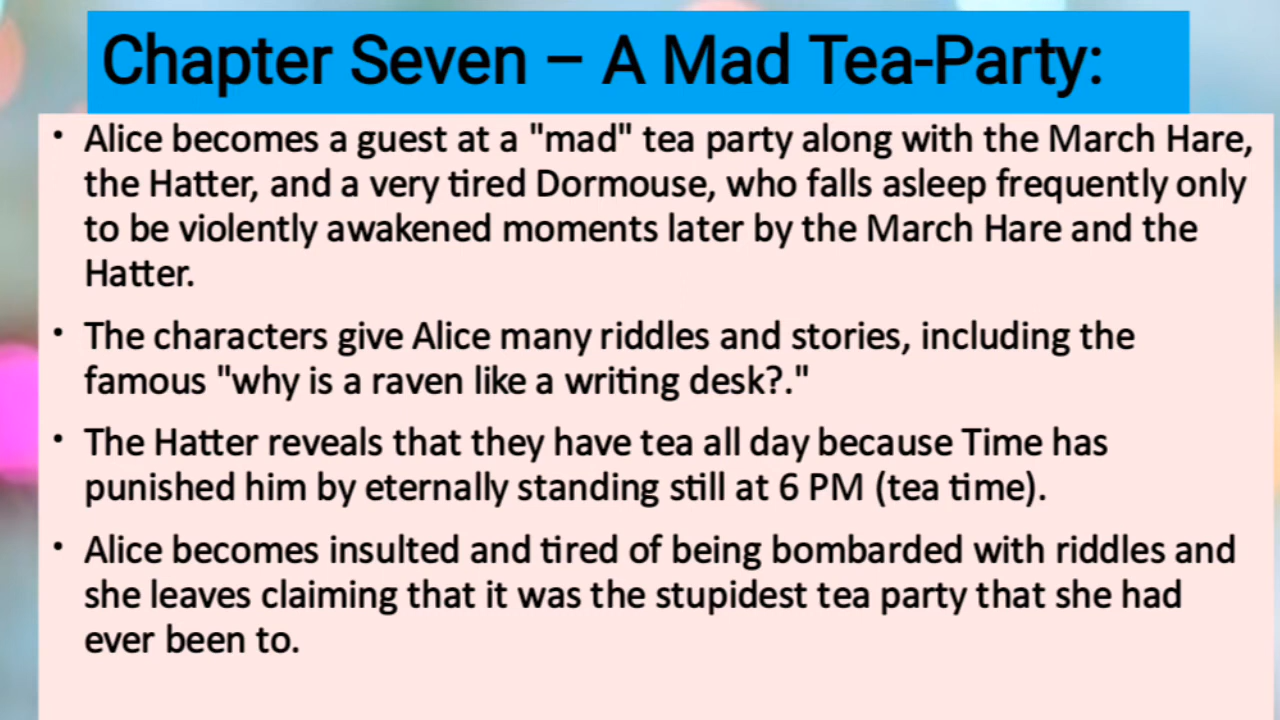 Chapter Seven – A Mad Tea-Party:
• Alice becomes a guest at a "mad" tea party along with the March Hare,
the Hatter, and a very tired Dormouse, who falls asleep frequently only
to be violently awakened moments later by the March Hare and the
Hatter.
• The characters give Alice many riddles and stories, including the
famous "why is a raven like a writing desk?."
• The Hatter reveals that they have tea all day because Time has
punished him by eternally standing still at 6 PM (tea time).
• Alice becomes insulted and tired of being bombarded with riddles and
she leaves claiming that it was the stupidest tea party that she had
ever been to.